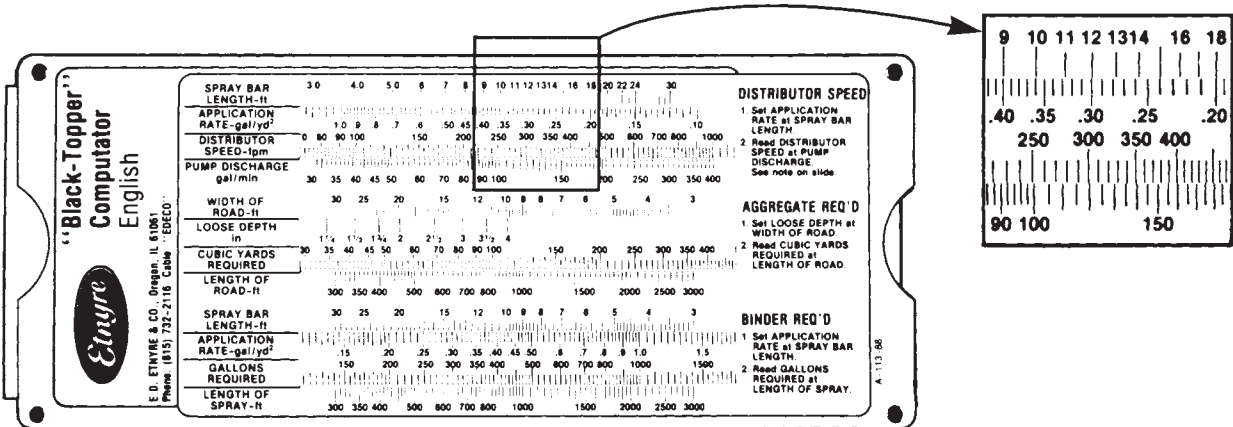 "Black-Topper"
Computator
English
Etnyre
E.D. ETNYRE & CO., Oregon, IL 61061
Phone: (815) 732-2116 Cable "EDECO"
SPRAY BAR
LENGTH-ft
3.0 4.0 5.0 6 7 8 9 10 11 12 13 14 16 18 20 22 24 30
APPLICATION
RATE-gal/yd²
1.0 .9 .8 .7 .6 .50 .45 .40 .35 .30 .25 .20 .15 .10
DISTRIBUTOR
SPEED-fpm
80 90 100 150 200 250 300 350 400 500 600 700 800 1000
PUMP DISCHARGE
gal/min
30 35 40 45 50 60 70 80 90 100 150 200 250 300 350 400
DISTRIBUTOR SPEED
1. Set APPLICATION
RATE at SPRAY BAR
LENGTH.
2. Read DISTRIBUTOR
SPEED at PUMP
DISCHARGE.
See note on slide.
WIDTH OF
ROAD-ft
30 25 20 15 12 10 9 8 7 6 5 4 3
LOOSE DEPTH
in
1¼ 1½ 1¾ 2 2½ 3 3½ 4
CUBIC YARDS
REQUIRED
30 35 40 45 50 60 70 80 90 100 150 200 250 300 350 400
LENGTH OF
ROAD-ft
300 350 400 500 600 700 800 1000 1500 2000 2500 3000
AGGREGATE REQ'D
1. Set LOOSE DEPTH at
WIDTH OF ROAD.
2. Read CUBIC YARDS
REQUIRED at
LENGTH OF ROAD.
SPRAY BAR
LENGTH-ft
30 25 20 15 12 10 9 8 7 6 5 4 3
APPLICATION
RATE-gal/yd²
.15 .20 .25 .30 .35 .40 .45 .50 .6 .7 .8 .9 1.0 1.5
GALLONS
REQUIRED
150 200 250 300 350 400 500 600 700 800 1000 1500
LENGTH OF
SPRAY-ft
300 350 400 500 600 700 800 1000 1500 2000 2500 3000
BINDER REQ'D
1. Set APPLICATION
RATE at SPRAY BAR
LENGTH.
2. Read GALLONS
REQUIRED at
LENGTH OF SPRAY.
A-113-88
9 10 11 12 13 14 16 18
.40 .35 .30 .25 .20
250 300 350 400
90 100 150